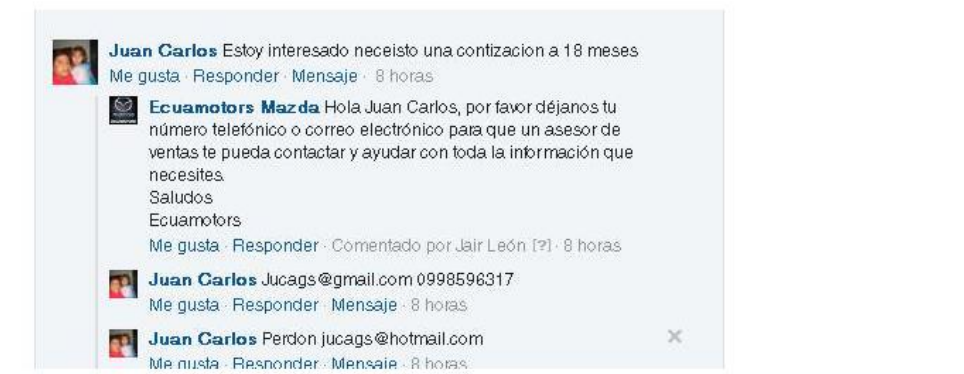 Juan Carlos Estoy interesado neceisto una contizacion a 18 meses
Me gusta · Responder · Mensaje · 8 horas
Ecuamotors Mazda Hola Juan Carlos, por favor déjanos tu
número telefónico o correo electrónico para que un asesor de
ventas te pueda contactar y ayudar con toda la información que
necesites.
Saludos
Ecuamotors
Me gusta · Responder · Comentado por Jair León [?] · 8 horas
Juan Carlos Jucags@gmail.com 0998596317
Me gusta · Responder · Mensaje · 8 horas
Juan Carlos Perdon jucags@hotmail.com
Me gusta · Responder · Mensaje · 8 horas